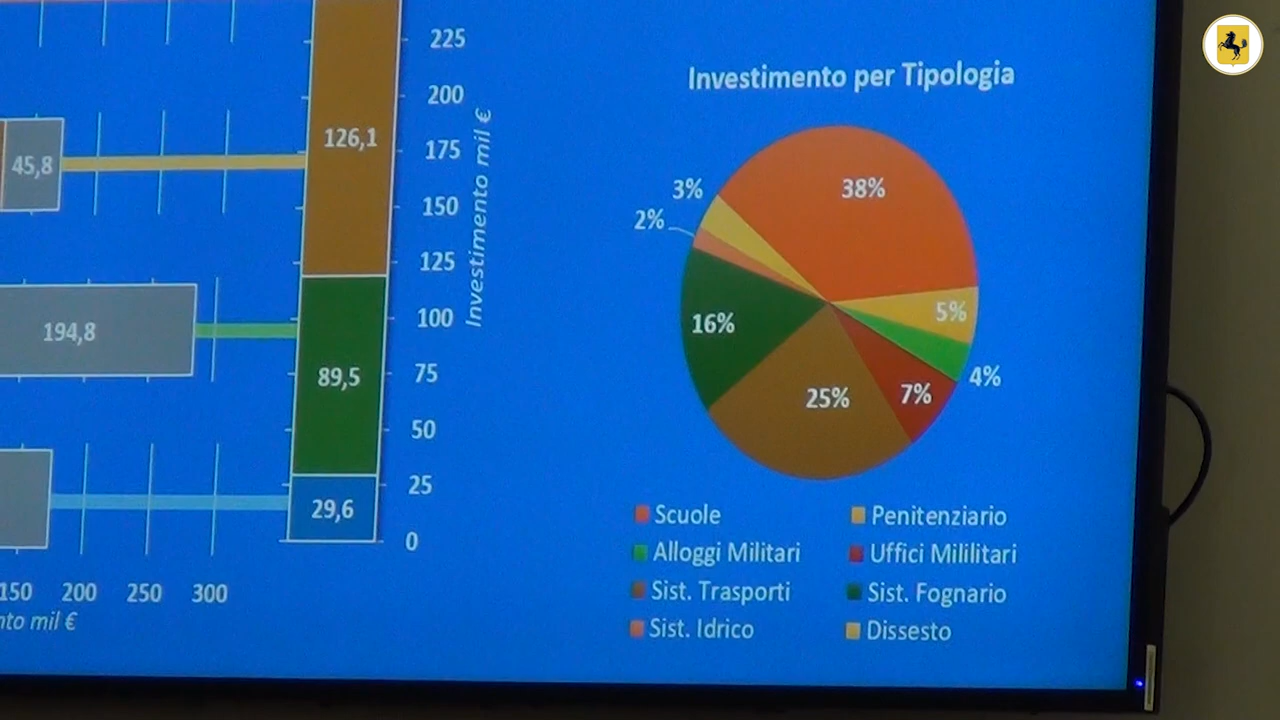 225
200
175
150
125
100
75
50
25
0
Investimento mil €
126,1
89,5
29,6
45,8
194,8
150 200 250 300
mil €
Investimento per Tipologia
38%
3%
2%
5%
16%
4%
7%
25%
Scuole Penitenziario
Alloggi Militari Uffici Mililitari
Sist. Trasporti Sist. Fognario
Sist. Idrico Dissesto